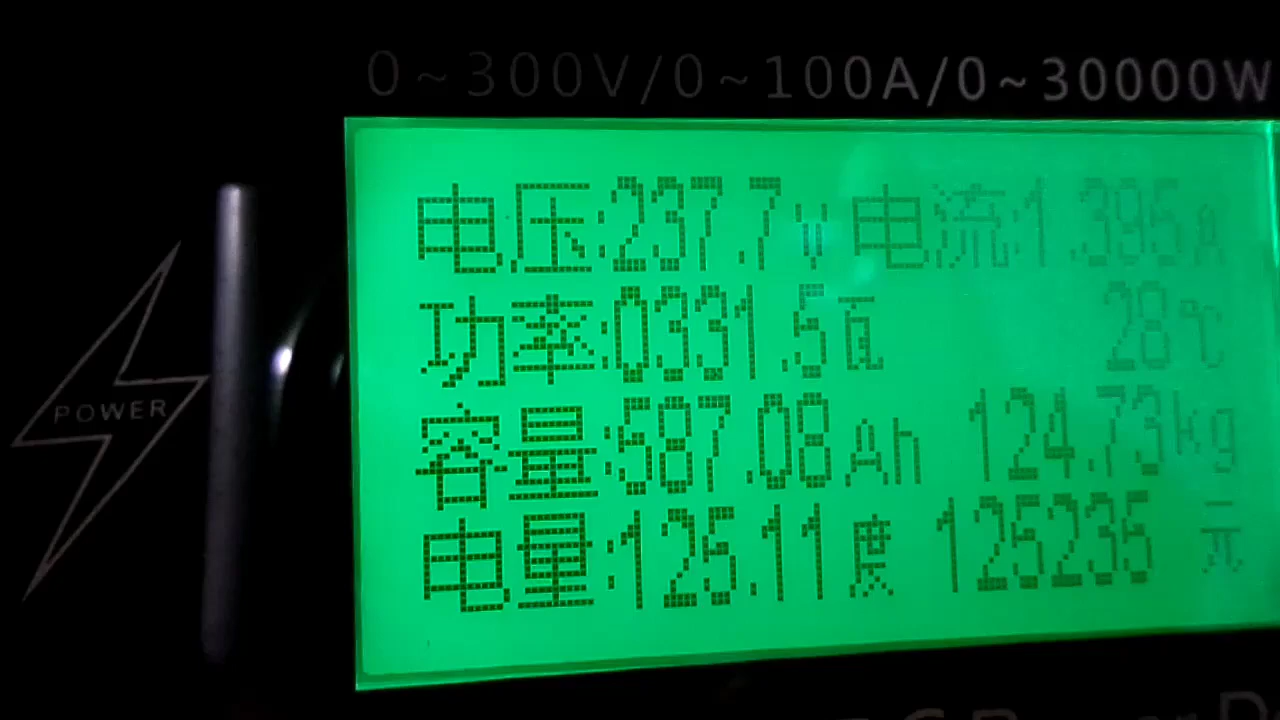 0~300V/0~100A/0~30000W
电压:237.7V 电流:1.395A
功率:0331.5瓦 28℃
容量:587.08Ah 124.73kg
电量:125.11度 125235 元
POWER